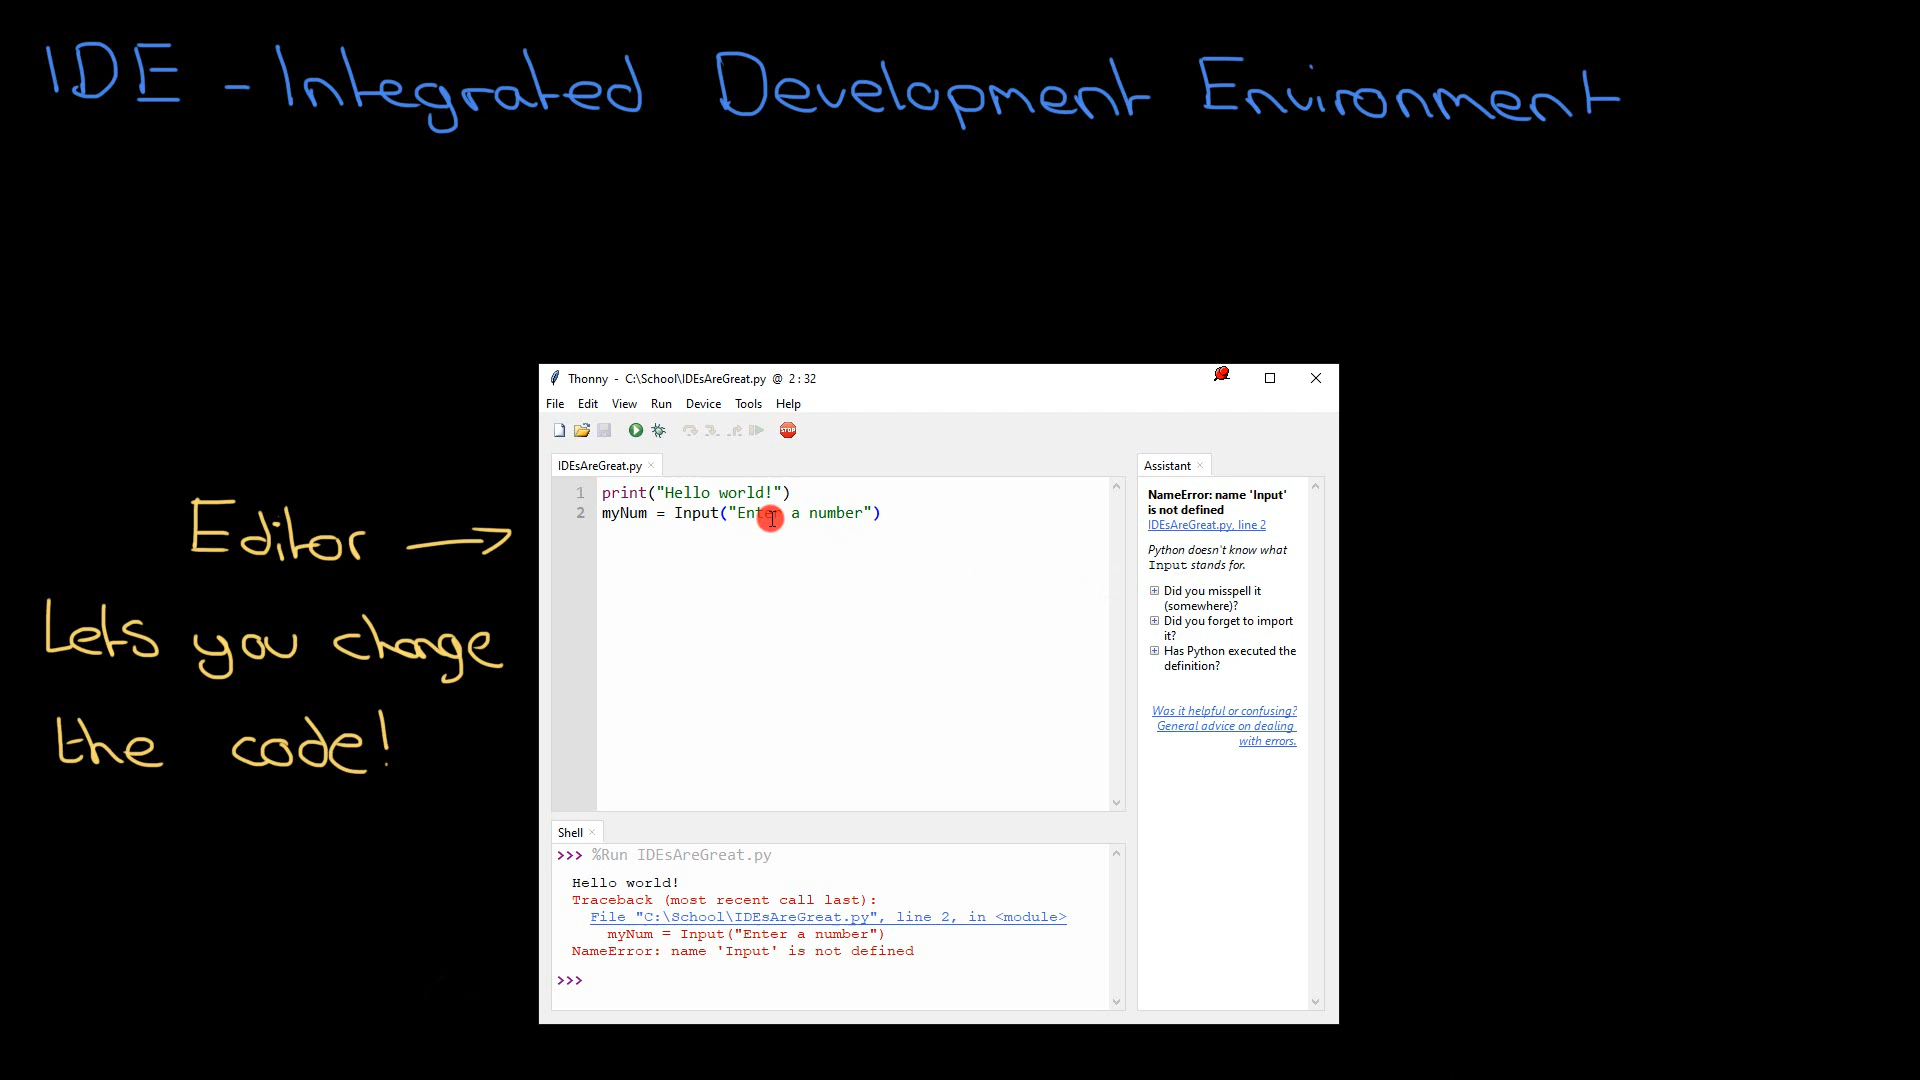 IDE - Integrated Development Environment
Editor →
Lets you change
the code!
Thonny - C:\School\IDEsAreGreat.py @ 2:32
File Edit View Run Device Tools Help
STOP
IDEsAreGreat.py
1 print("Hello world!")
2 myNum = Input("Enter a number")
Assistant
NameError: name 'Input'
is not defined
IDEsAreGreat.py, line 2
Python doesn't know what
Input stands for.
Did you misspell it
(somewhere)?
Did you forget to import
it?
Has Python executed the
definition?
Was it helpful or confusing?
General advice on dealing
with errors.
Shell
>>> %Run IDEsAreGreat.py
Hello world!
Traceback (most recent call last):
File "C:\School\IDEsAreGreat.py", line 2, in <module>
myNum = Input("Enter a number")
NameError: name 'Input' is not defined
>>>